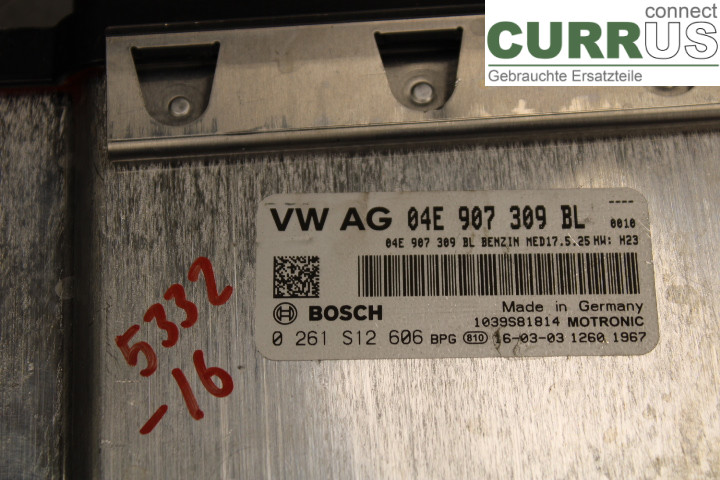 connect
CURRUS
Gebrauchte Ersatzteile
VW AG 04E 907 309 BL 0010
04E 907 309 BL BENZIN MED17.5.25 HW: H23
BOSCH
Made in Germany
1039S81814 MOTRONIC
0 261 S12 606 BPG 810 16-03-03 1260 1967
5332
-16